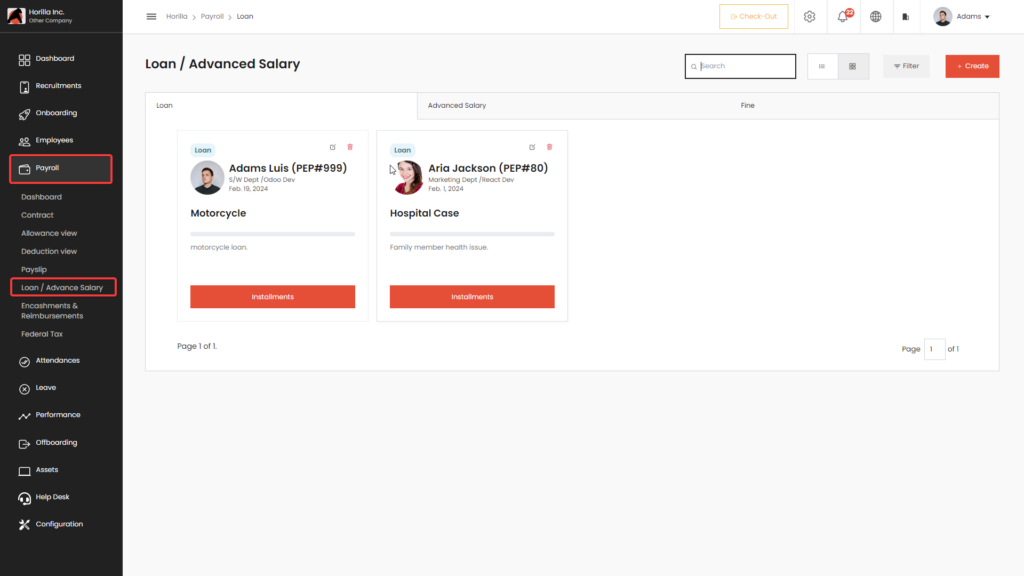 Horilla Inc.
Other Company
Dashboard
Recruitments
Onboarding
Employees
Payroll
Dashboard
Contract
Allowance view
Deduction view
Payslip
Loan / Advance Salary
Encashments &
Reimbursements
Federal Tax
Attendances
Leave
Performance
Offboarding
Assets
Help Desk
Configuration
Horilla > Payroll > Loan
Check-Out
22
Adams
Loan / Advanced Salary
Search
Filter
+ Create
Loan
Advanced Salary
Fine
Loan
Adams Luis (PEP#999)
S/W Dept /Odoo Dev
Feb. 19, 2024
Motorcycle
motorcycle loan.
Installments
Loan
Aria Jackson (PEP#80)
Marketing Dept /React Dev
Feb. 1, 2024
Hospital Case
Family member health issue.
Installments
Page 1 of 1.
Page 1 of 1